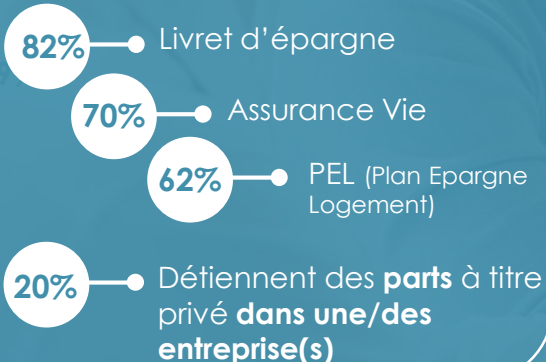 82% Livret d’épargne
70% Assurance Vie
62% PEL (Plan Epargne
Logement)
20% Détiennent des parts à titre
privé dans une/des
entreprise(s)